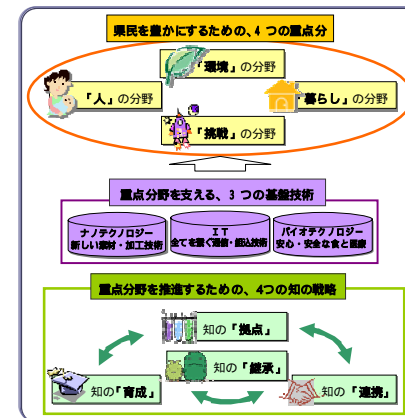 県民を豊かにするための、4 つの重点分
「環境」の分野
「人」の分野
「暮らし」の分野
「挑戦」の分野
重点分野を支える、3 つの基盤技術
ナノテクノロジー
新しい素材・加工技術
I T
全てを繋ぐ通信・組込技術
バイオテクノロジー
安心・安全な食と医療
重点分野を推進するための、4つの知の戦略
知の「拠点」
知の「継承」
知の「育成」
知の「連携」